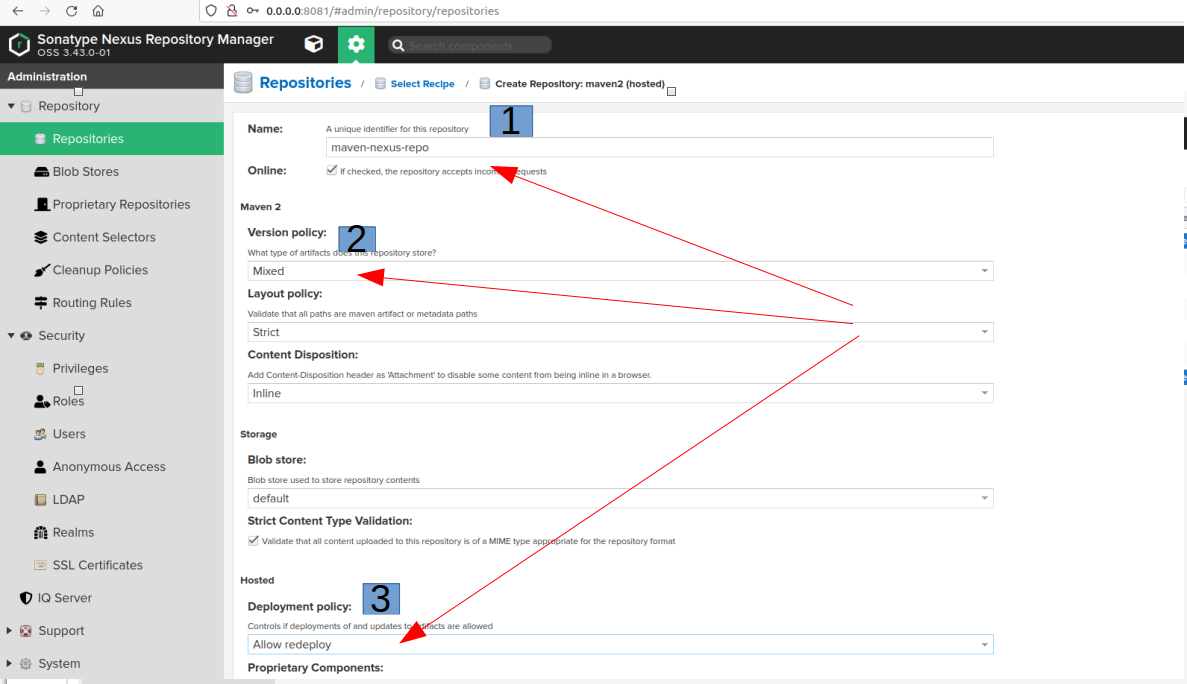 0.0.0.0:8081/#admin/repository/repositories
Sonatype Nexus Repository Manager
OSS 3.43.0-01
Search components
Administration
Repositories / Select Recipe / Create Repository: maven2 (hosted)
Repository
Repositories
Blob Stores
Proprietary Repositories
Content Selectors
Cleanup Policies
Routing Rules
Security
Privileges
Roles
Users
Anonymous Access
LDAP
Realms
SSL Certificates
IQ Server
Support
System
1
Name:
A unique identifier for this repository
maven-nexus-repo
Online:
If checked, the repository accepts incoming requests
Maven 2
Version policy:
2
What type of artifacts does this repository store?
Mixed
Layout policy:
Validate that all paths are maven artifact or metadata paths
Strict
Content Disposition:
Add Content-Disposition header as 'Attachment' to disable some content from being inline in a browser.
Inline
Storage
Blob store:
Blob store used to store repository contents
default
Strict Content Type Validation:
Validate that all content uploaded to this repository is of a MIME type appropriate for the repository format
Hosted
Deployment policy:
3
Controls if deployments of and updates to artifacts are allowed
Allow redeploy
Proprietary Components: